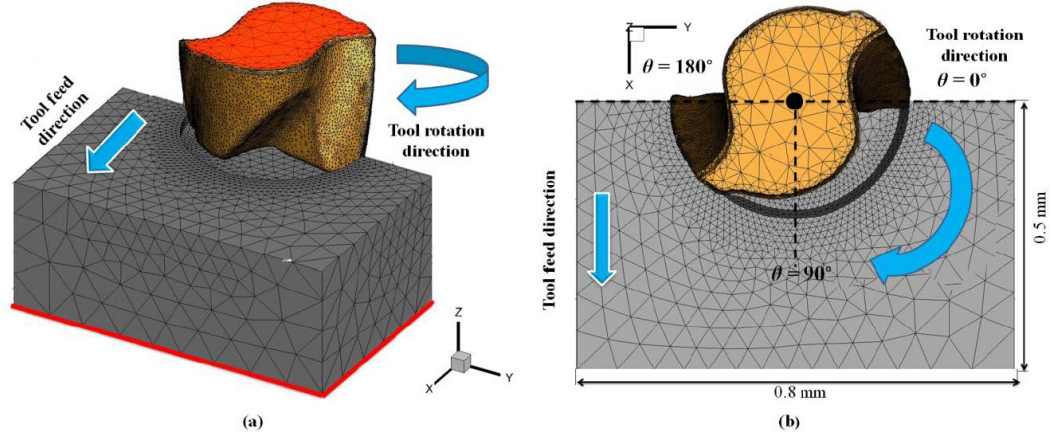 Tool feed
direction
Tool rotation
direction
Z
X
Y
(a)
Z
Y
X
θ = 180°
Tool rotation
direction
θ = 0°
Tool feed direction
θ = 90°
0.5 mm
0.8 mm
(b)